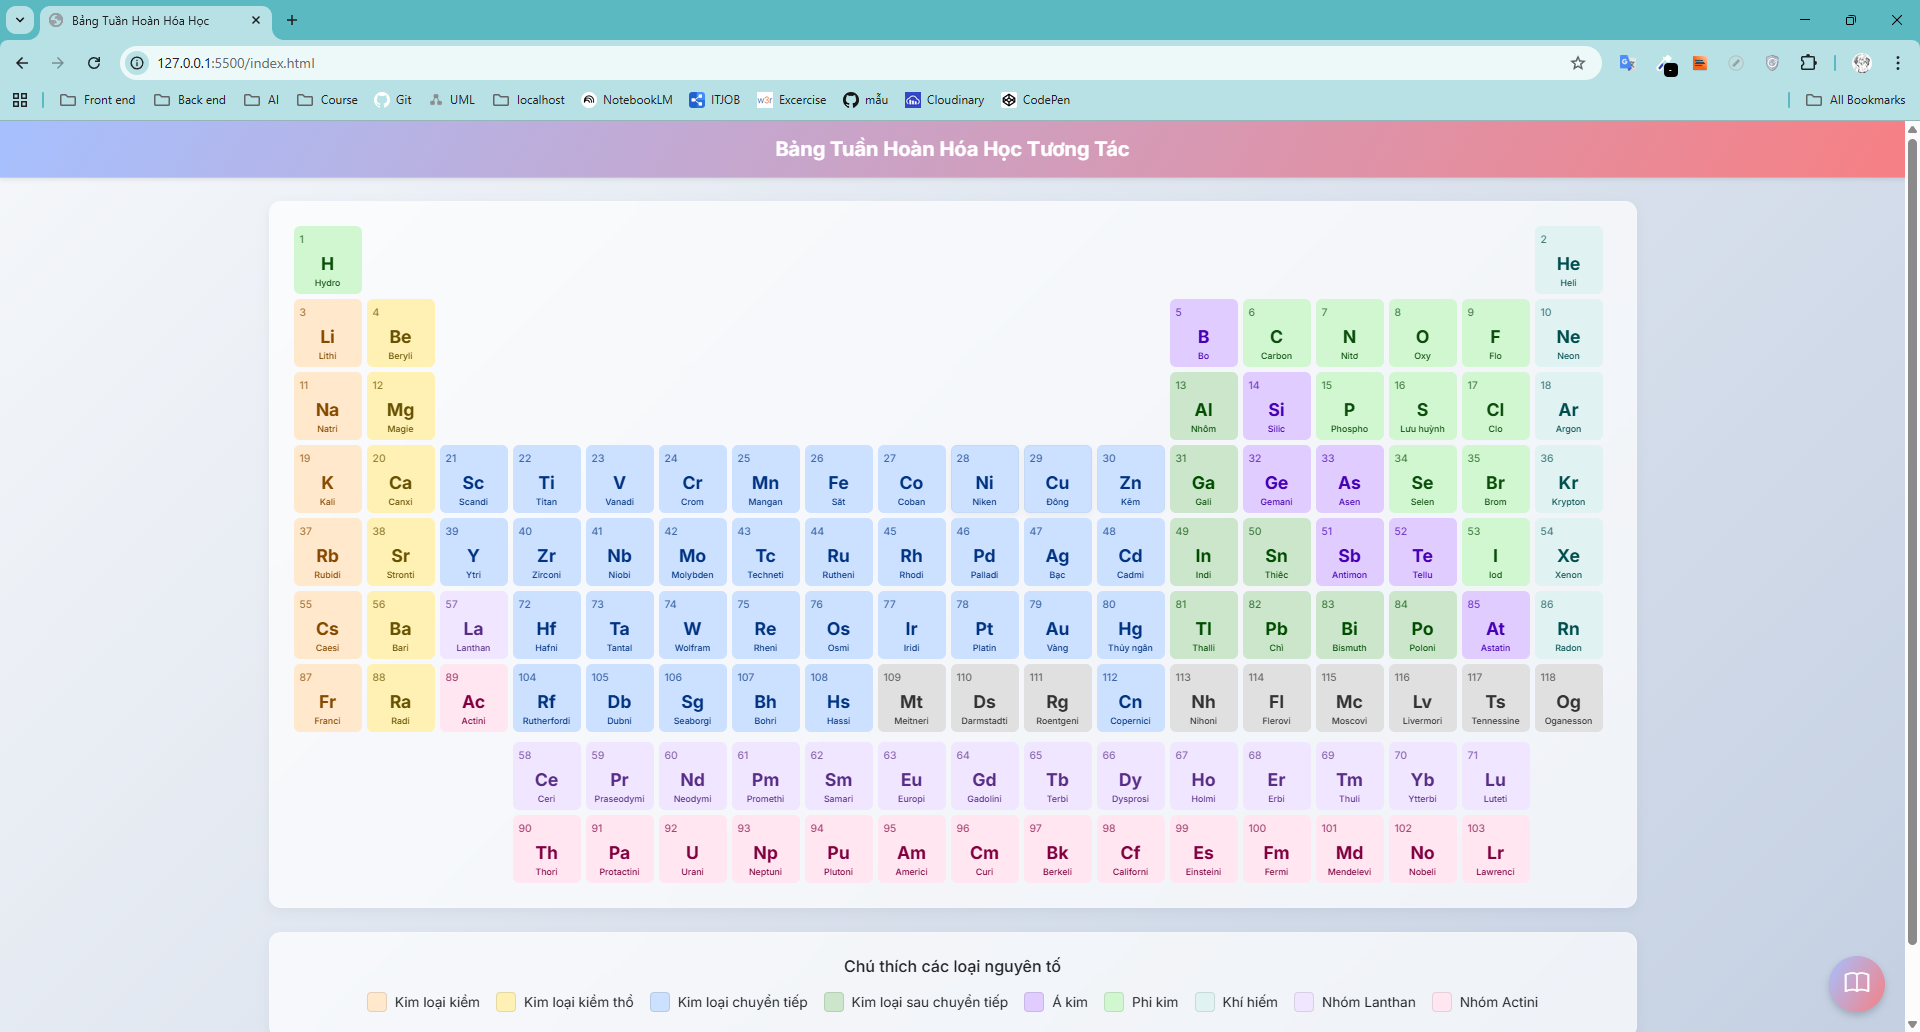 Bảng Tuần Hoàn Hóa Học
127.0.0.1:5500/index.html
Front end Back end AI Course Git UML localhost NotebookLM ITJOB w3r Excercise mẫu Cloudinary CodePen All Bookmarks
Bảng Tuần Hoàn Hóa Học Tương Tác
1 2
H He
Hydro Heli
3 4 5 6 7 8 9 10
Li Be B C N O F Ne
Lithi Beryli Bo Carbon Nitơ Oxy Flo Neon
11 12 13 14 15 16 17 18
Na Mg Al Si P S Cl Ar
Natri Magie Nhôm Silic Phospho Lưu huỳnh Clo Argon
19 20 21 22 23 24 25 26 27 28 29 30 31 32 33 34 35 36
K Ca Sc Ti V Cr Mn Fe Co Ni Cu Zn Ga Ge As Se Br Kr
Kali Canxi Scandi Titan Vanadi Crom Mangan Sắt Coban Niken Đồng Kẽm Gali Gemani Asen Selen Brom Krypton
37 38 39 40 41 42 43 44 45 46 47 48 49 50 51 52 53 54
Rb Sr Y Zr Nb Mo Tc Ru Rh Pd Ag Cd In Sn Sb Te I Xe
Rubidi Stronti Ytri Zirconi Niobi Molybden Techneti Rutheni Rhodi Palladi Bạc Cadmi Indi Thiếc Antimon Tellu Iod Xenon
55 56 57 72 73 74 75 76 77 78 79 80 81 82 83 84 85 86
Cs Ba La Hf Ta W Re Os Ir Pt Au Hg Tl Pb Bi Po At Rn
Caesi Bari Lanthan Hafni Tantal Wolfram Rheni Osmi Iridi Platin Vàng Thủy ngân Thalli Chì Bismuth Poloni Astatin Radon
87 88 89 104 105 106 107 108 109 110 111 112 113 114 115 116 117 118
Fr Ra Ac Rf Db Sg Bh Hs Mt Ds Rg Cn Nh Fl Mc Lv Ts Og
Franci Radi Actini Rutherfordi Dubni Seaborgi Bohri Hassi Meitneri Darmstadti Roentgeni Copernici Nihoni Flerovi Moscovi Livermori Tennessine Oganesson
58 59 60 61 62 63 64 65 66 67 68 69 70 71
Ce Pr Nd Pm Sm Eu Gd Tb Dy Ho Er Tm Yb Lu
Ceri Praseodymi Neodymi Promethi Samari Europi Gadolini Terbi Dysprosi Holmi Erbi Thuli Ytterbi Luteti
90 91 92 93 94 95 96 97 98 99 100 101 102 103
Th Pa U Np Pu Am Cm Bk Cf Es Fm Md No Lr
Thori Protactini Urani Neptuni Plutoni Americi Curi Berkeli Californi Einsteini Fermi Mendelevi Nobeli Lawrenci
Chú thích các loại nguyên tố
Kim loại kiềm Kim loại kiềm thổ Kim loại chuyển tiếp Kim loại sau chuyển tiếp Á kim Phi kim Khí hiếm Nhóm Lanthan Nhóm Actini